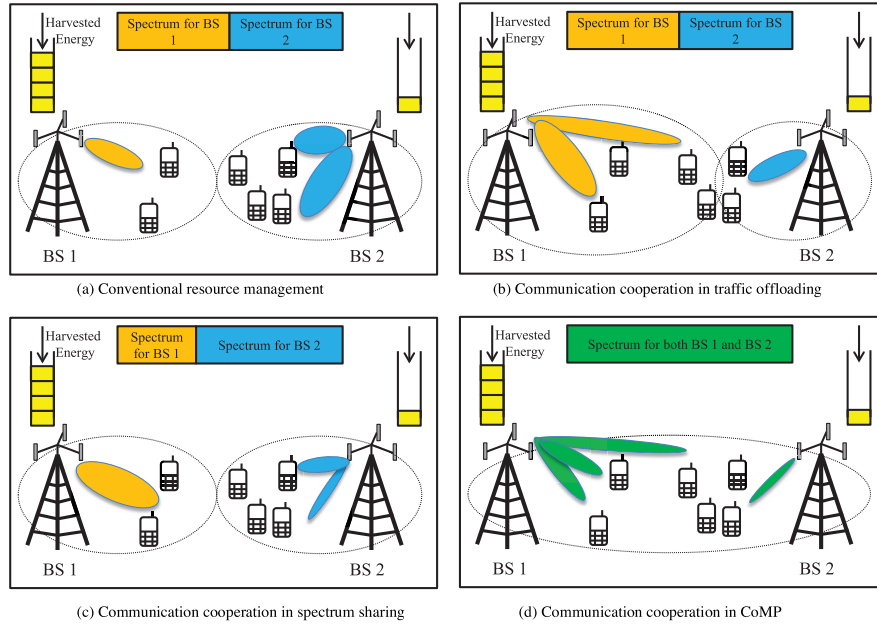 Harvested
Energy
Spectrum for BS
1
Spectrum for BS
2
BS 1
BS 2
(a) Conventional resource management
Harvested
Energy
Spectrum for BS
1
Spectrum for BS
2
BS 1
BS 2
(b) Communication cooperation in traffic offloading
Harvested
Energy
Spectrum
for BS 1
Spectrum for BS 2
BS 1
BS 2
(c) Communication cooperation in spectrum sharing
Harvested
Energy
Spectrum for both BS 1 and BS 2
BS 1
BS 2
(d) Communication cooperation in CoMP